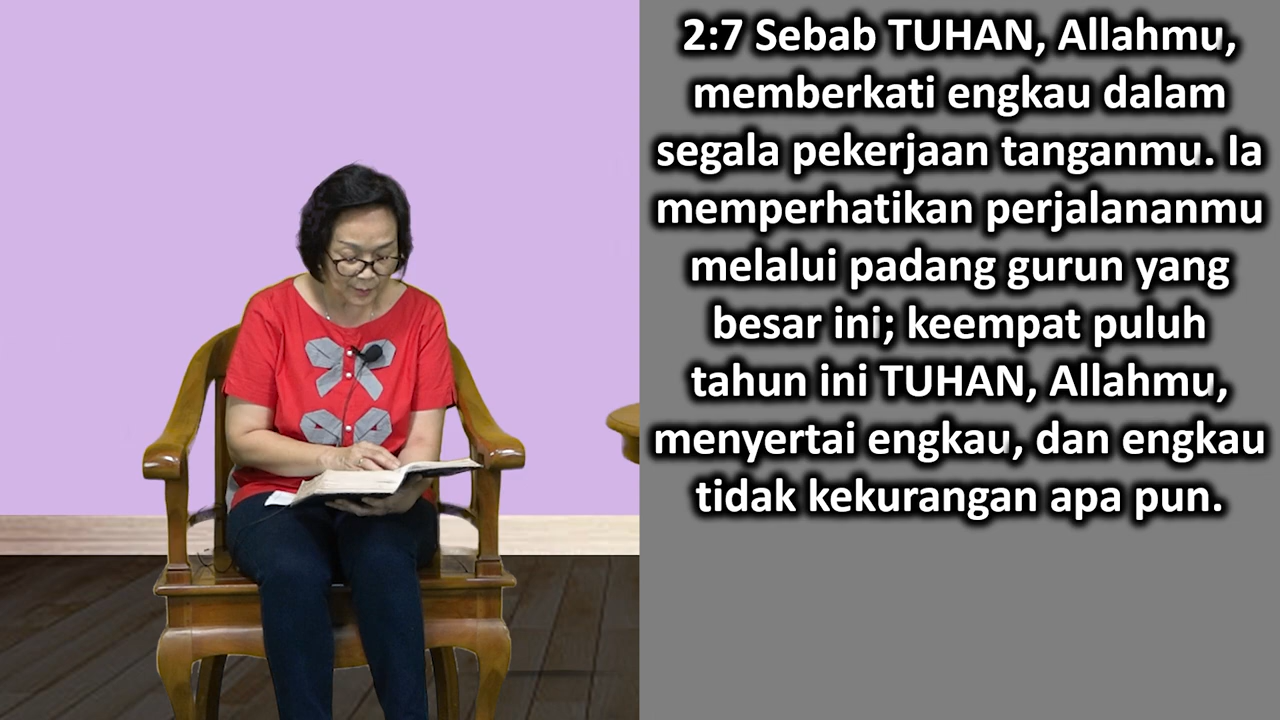 2:7 Sebab TUHAN, Allahmu,
memberkati engkau dalam
segala pekerjaan tanganmu. Ia
memperhatikan perjalananmu
melalui padang gurun yang
besar ini; keempat puluh
tahun ini TUHAN, Allahmu,
menyertai engkau, dan engkau
tidak kekurangan apa pun.